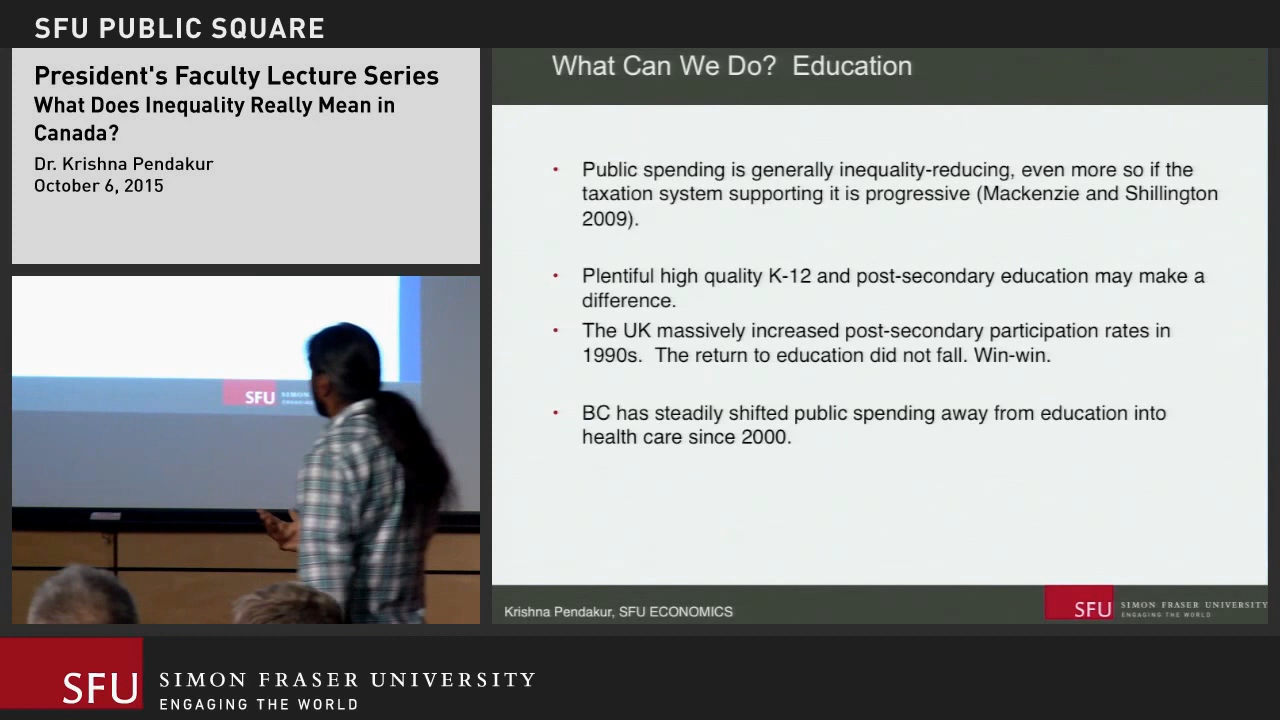 SFU PUBLIC SQUARE
President's Faculty Lecture Series
What Does Inequality Really Mean in
Canada?
Dr. Krishna Pendakur
October 6, 2015
SFU
What Can We Do?  Education
• Public spending is generally inequality-reducing, even more so if the
taxation system supporting it is progressive (Mackenzie and Shillington
2009).
• Plentiful high quality K-12 and post-secondary education may make a
difference.
• The UK massively increased post-secondary participation rates in
1990s.  The return to education did not fall. Win-win.
• BC has steadily shifted public spending away from education into
health care since 2000.
Krishna Pendakur, SFU ECONOMICS
SFU
SIMON FRASER UNIVERSITY
ENGAGING THE WORLD
SFU
SIMON FRASER UNIVERSITY
ENGAGING THE WORLD